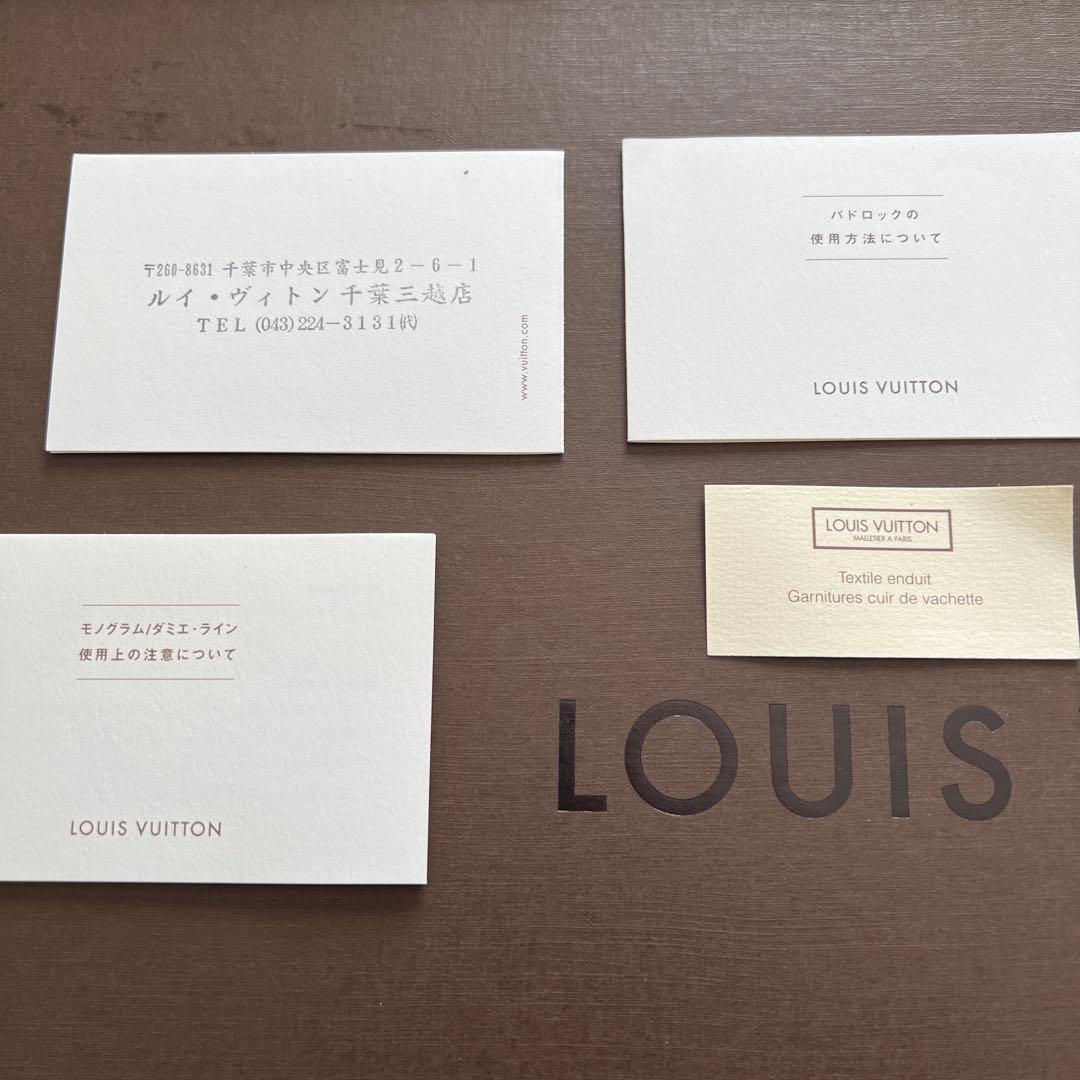 〒260-8631 千葉市中央区富士見2-6-1
ルイ・ヴィトン千葉三越店
TEL (043)224-3131㈹
www.vuitton.com
パドロックの
使用方法について
LOUIS VUITTON
モノグラム/ダミエ・ライン
使用上の注意について
LOUIS VUITTON
LOUIS VUITTON
MALLETIER A PARIS
Textile enduit
Garnitures cuir de vachette
LOUIS